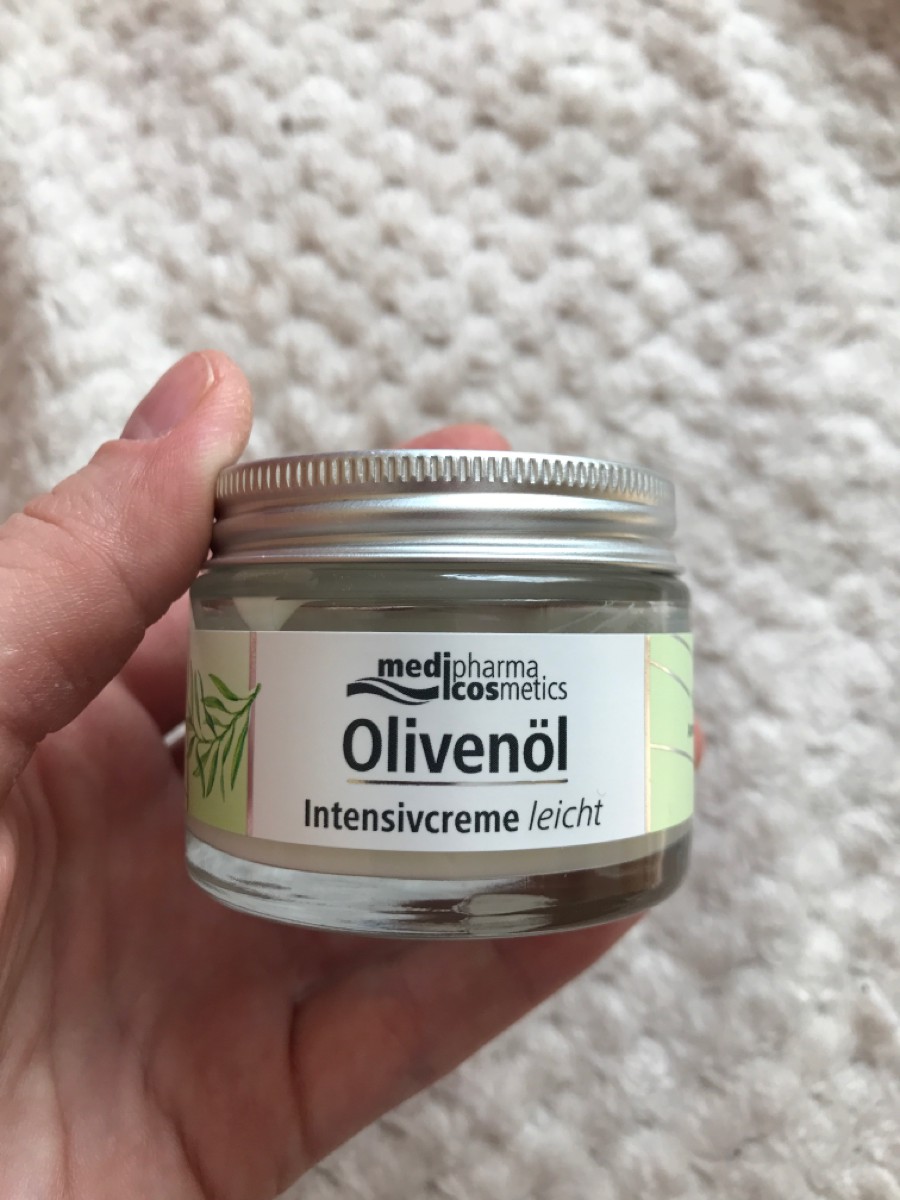 medipharma
cosmetics
Olivenöl
Intensivcreme leicht